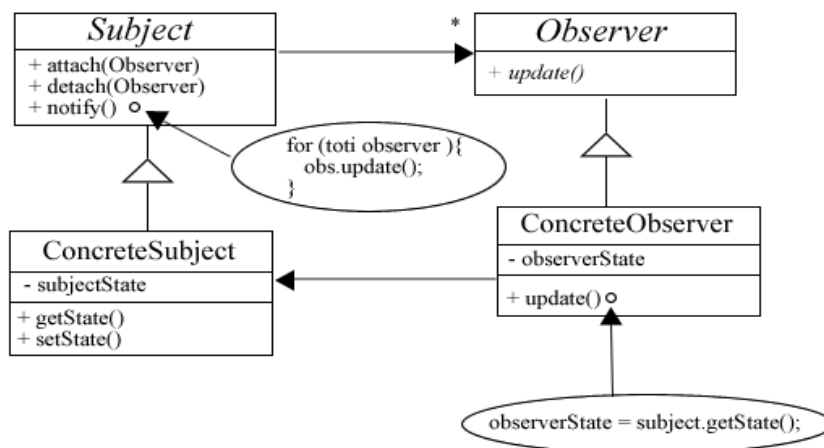 Subject
+ attach(Observer)
+ detach(Observer)
+ notify()
*
Observer
+ update()
for (toti observer ){
obs.update();
}
ConcreteSubject
- subjectState
+ getState()
+ setState()
ConcreteObserver
- observerState
+ update()
observerState = subject.getState();